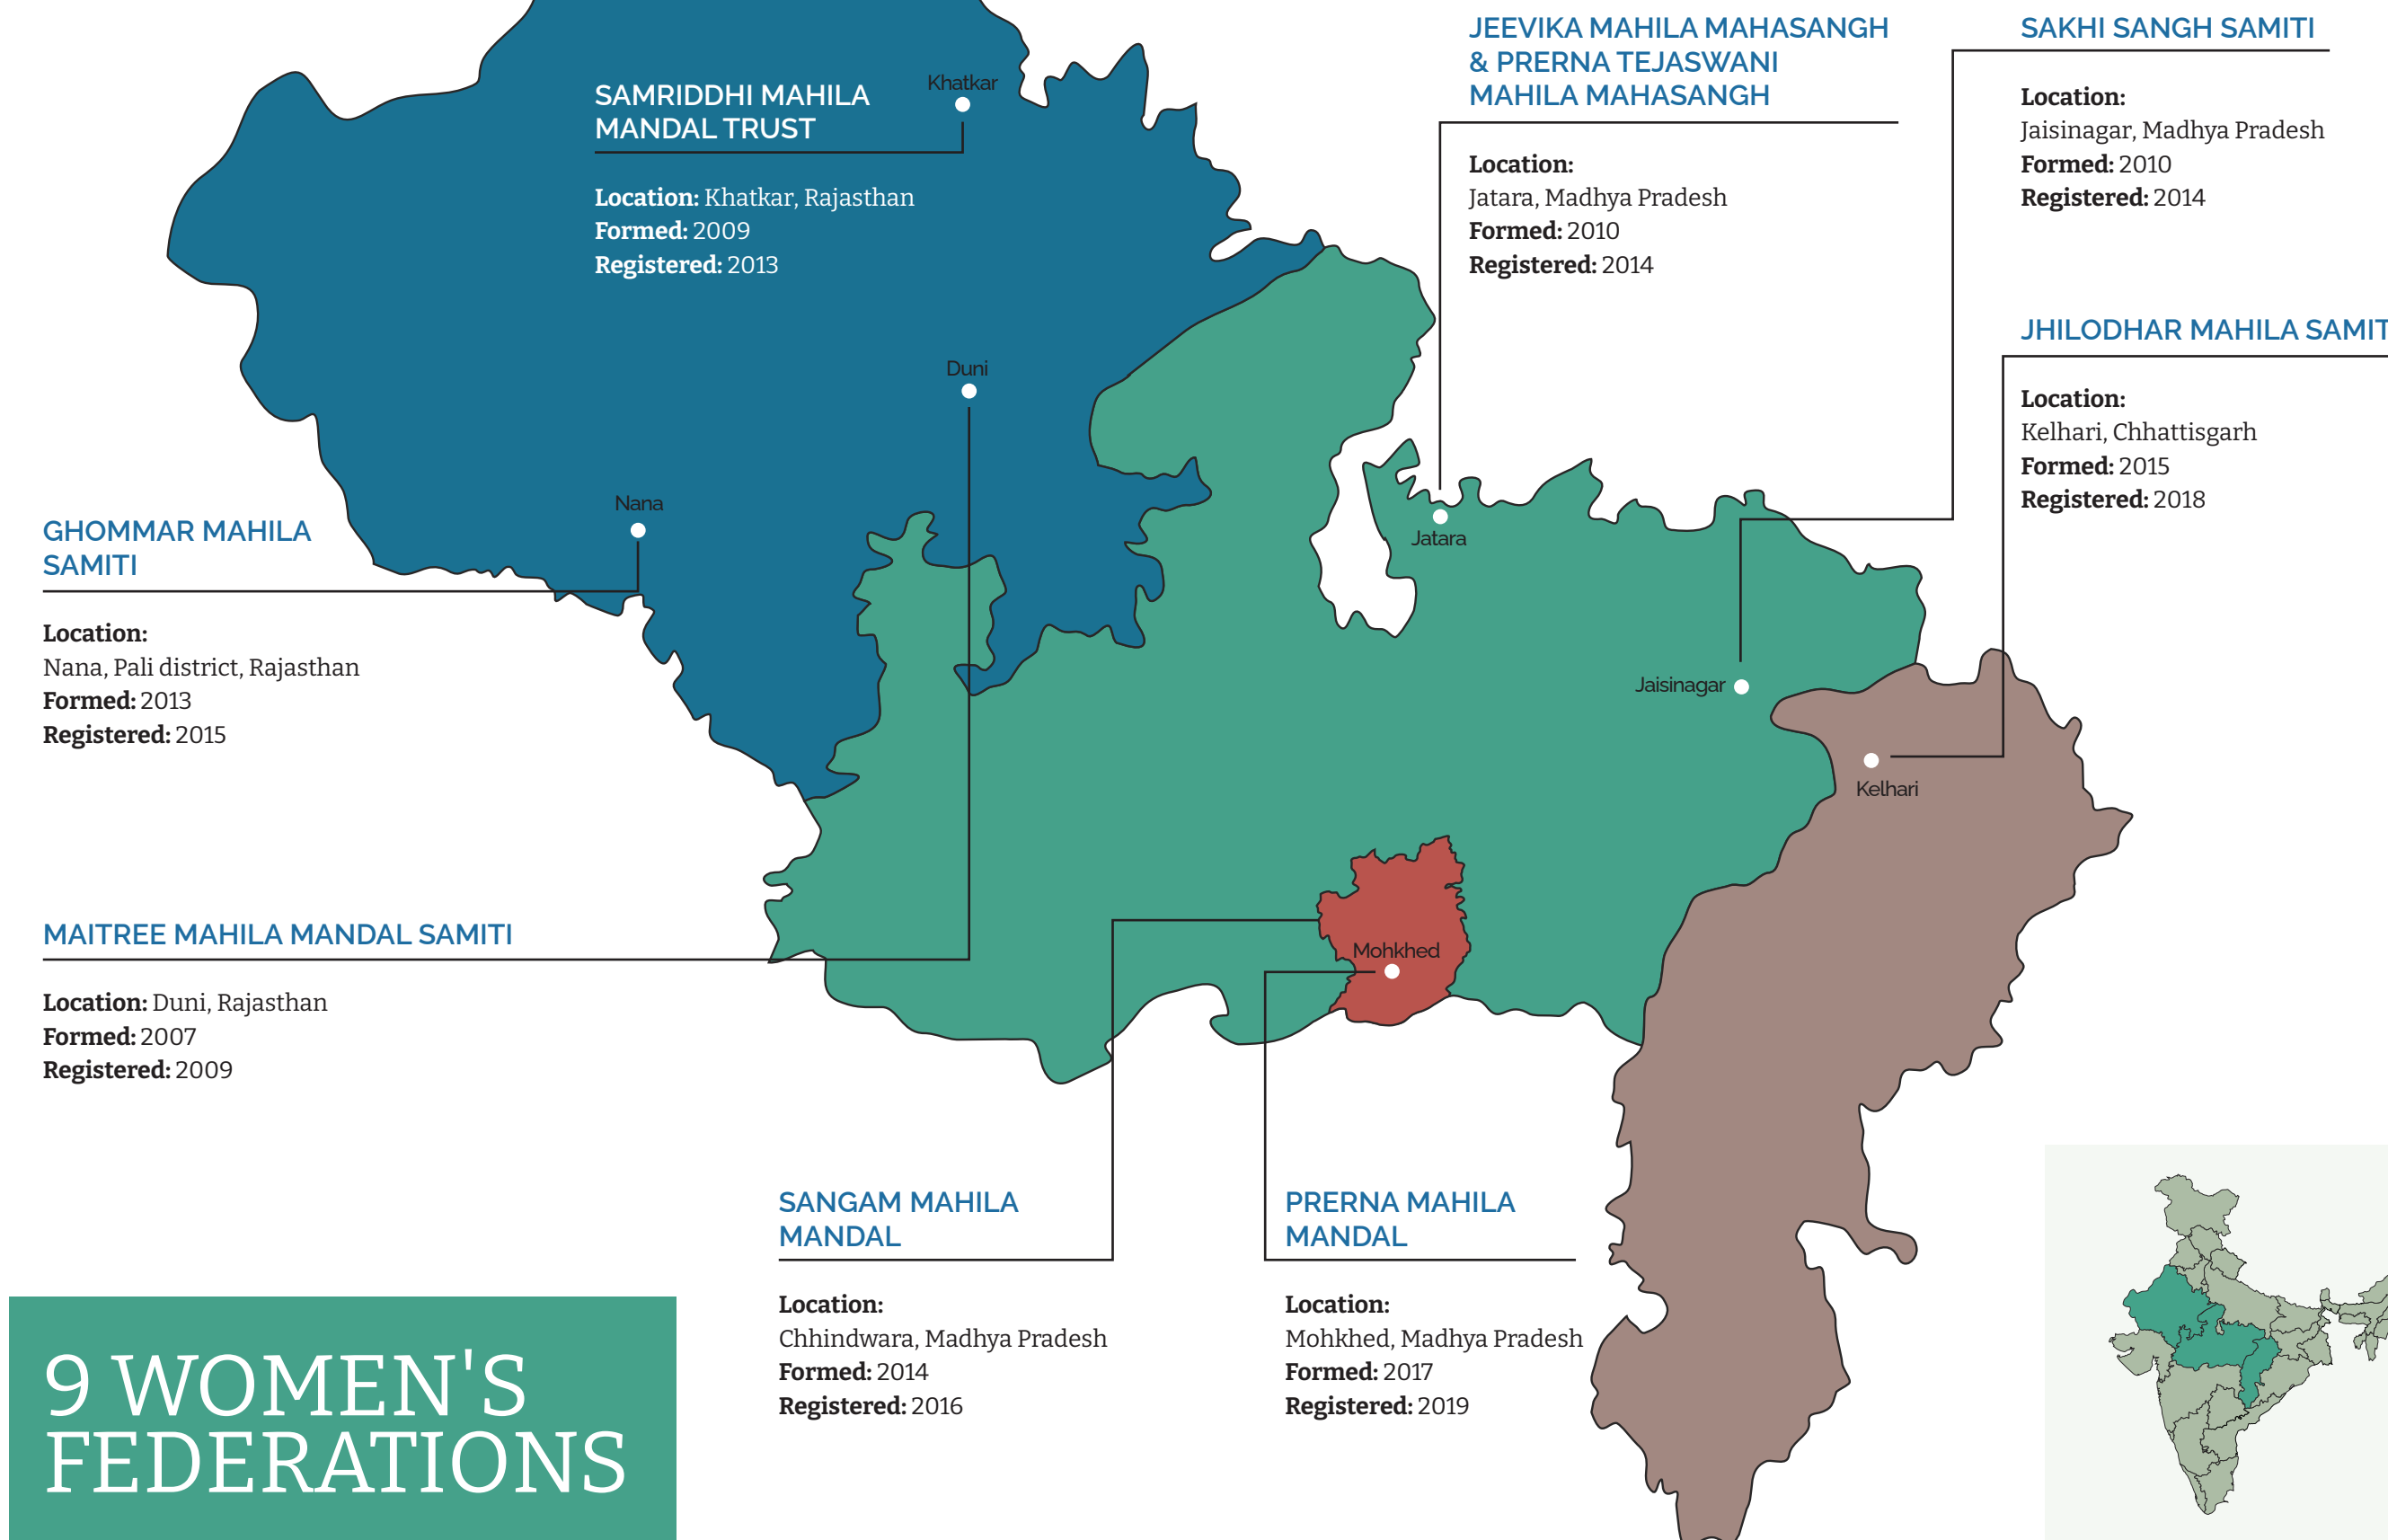 SAMRIDDHI MAHILA
MANDAL TRUST
Location: Khatkar, Rajasthan
Formed: 2009
Registered: 2013
Khatkar
JEEVIKA MAHILA MAHASANGH
& PRERNA TEJASWANI
MAHILA MAHASANGH
Location:
Jatara, Madhya Pradesh
Formed: 2010
Registered: 2014
SAKHI SANGH SAMITI
Location:
Jaisinagar, Madhya Pradesh
Formed: 2010
Registered: 2014
JHILODHAR MAHILA SAMIT
Location:
Kelhari, Chhattisgarh
Formed: 2015
Registered: 2018
Duni
Nana
Jatara
Jaisinagar
Kelhari
Mohkhed
GHOMMAR MAHILA
SAMITI
Location:
Nana, Pali district, Rajasthan
Formed: 2013
Registered: 2015
MAITREE MAHILA MANDAL SAMITI
Location: Duni, Rajasthan
Formed: 2007
Registered: 2009
SANGAM MAHILA
MANDAL
Location:
Chhindwara, Madhya Pradesh
Formed: 2014
Registered: 2016
PRERNA MAHILA
MANDAL
Location:
Mohkhed, Madhya Pradesh
Formed: 2017
Registered: 2019
9 WOMEN'S
FEDERATIONS